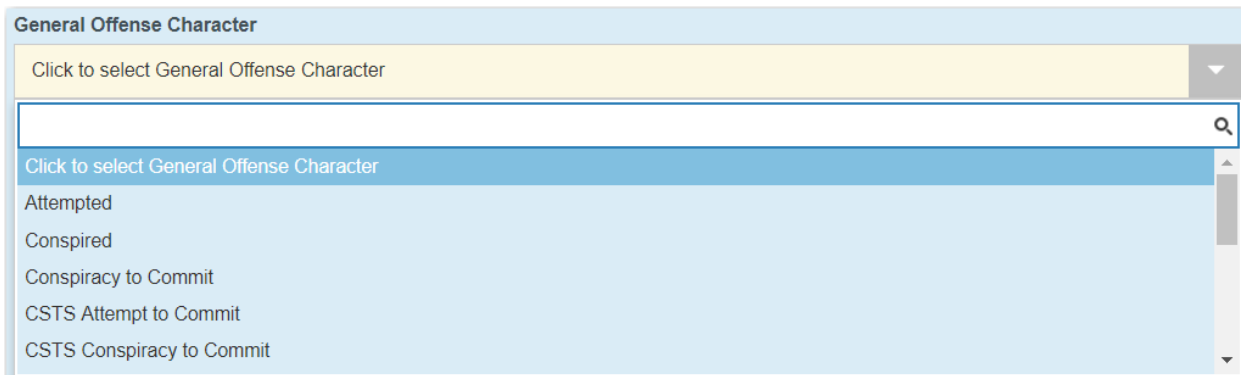 General Offense Character
Click to select General Offense Character
Click to select General Offense Character
Attempted
Conspired
Conspiracy to Commit
CSTS Attempt to Commit
CSTS Conspiracy to Commit